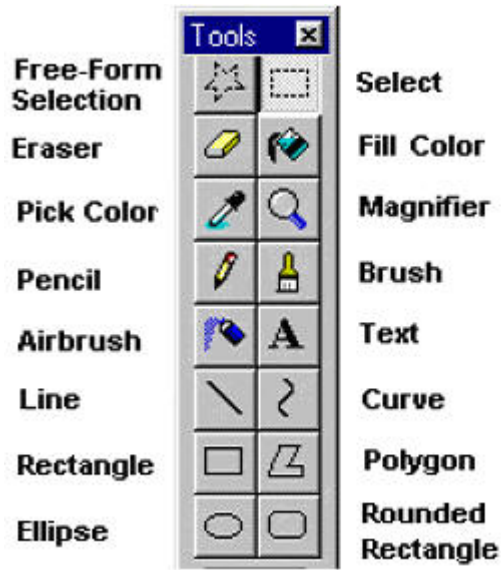 Tools
Free-Form
Selection
Select
Eraser
Fill Color
Pick Color
Magnifier
Pencil
Brush
Airbrush
A
Text
Line
Curve
Rectangle
Polygon
Ellipse
Rounded
Rectangle